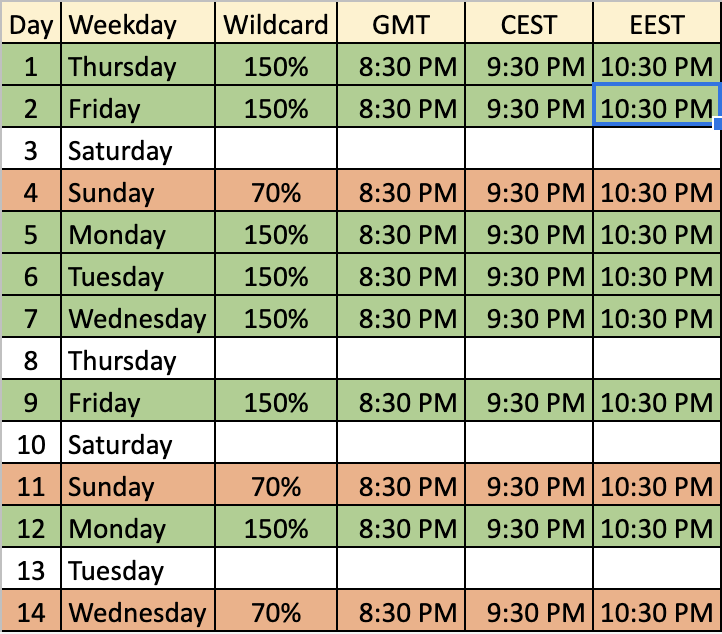 Day Weekday Wildcard GMT CEST EEST
1 Thursday 150% 8:30 PM 9:30 PM 10:30 PM
2 Friday 150% 8:30 PM 9:30 PM 10:30 PM
3 Saturday
4 Sunday 70% 8:30 PM 9:30 PM 10:30 PM
5 Monday 150% 8:30 PM 9:30 PM 10:30 PM
6 Tuesday 150% 8:30 PM 9:30 PM 10:30 PM
7 Wednesday 150% 8:30 PM 9:30 PM 10:30 PM
8 Thursday
9 Friday 150% 8:30 PM 9:30 PM 10:30 PM
10 Saturday
11 Sunday 70% 8:30 PM 9:30 PM 10:30 PM
12 Monday 150% 8:30 PM 9:30 PM 10:30 PM
13 Tuesday
14 Wednesday 70% 8:30 PM 9:30 PM 10:30 PM